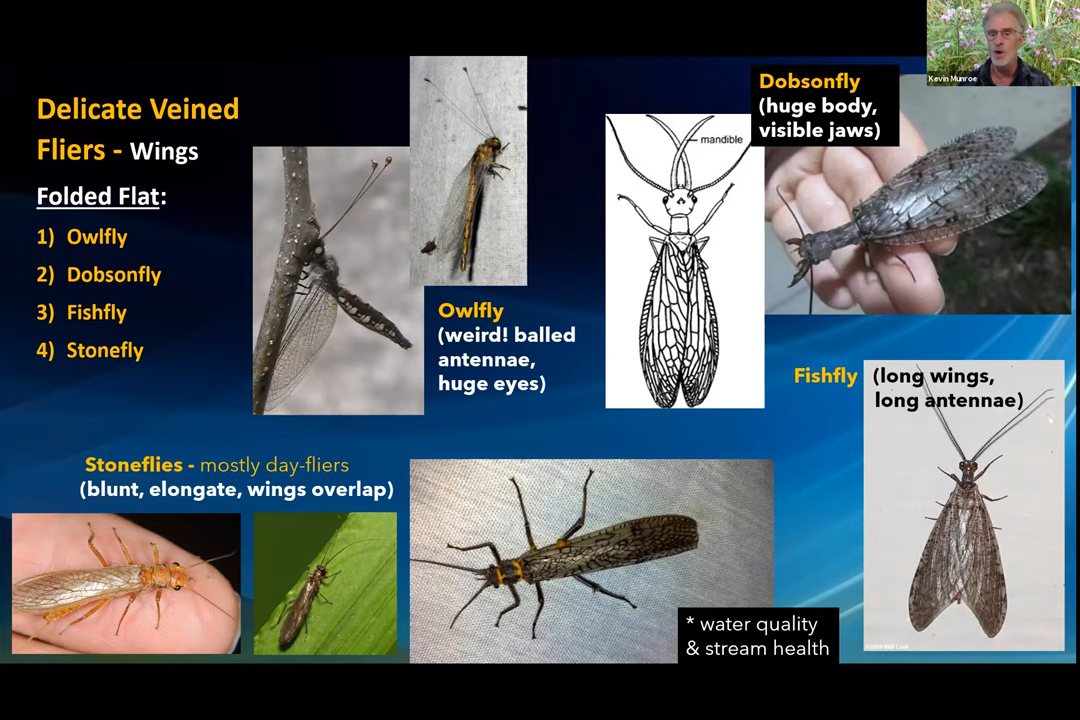 Delicate Veined
Fliers - Wings
Folded Flat:
1) Owlfly
2) Dobsonfly
3) Fishfly
4) Stonefly
Owlfly
(weird! balled
antennae,
huge eyes)
mandible
Dobsonfly
(huge body,
visible jaws)
Kevin Munroe
Fishfly (long wings,
long antennae)
Stoneflies - mostly day-fliers
(blunt, elongate, wings overlap)
* water quality
& stream health